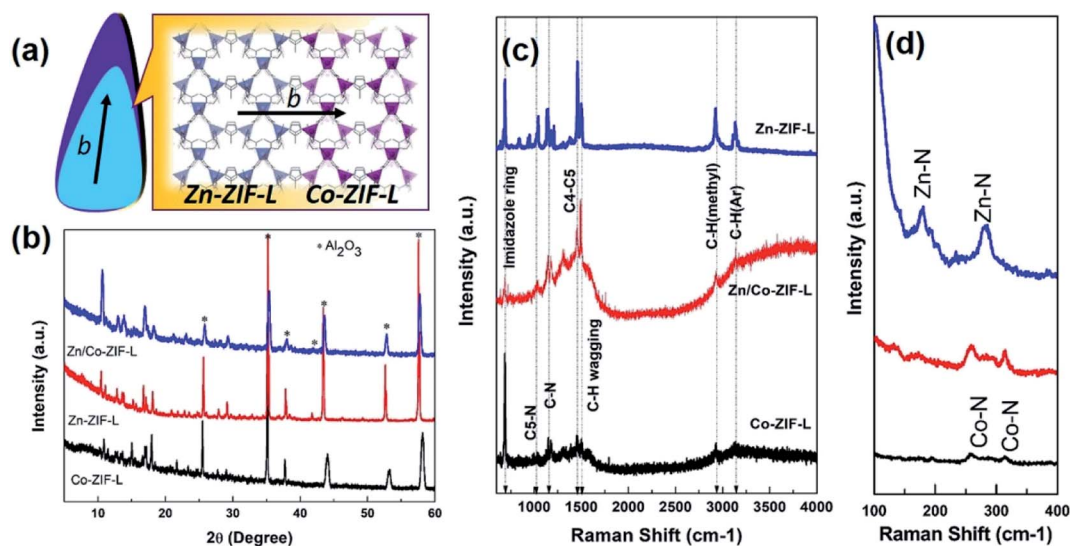 (a)
b
b
Zn-ZIF-L Co-ZIF-L
(b)
* Al2O3
* * * * * * *
Zn/Co-ZIF-L
Zn-ZIF-L
Co-ZIF-L
Intensity (a.u.)
10 20 30 40 50 60
2θ (Degree)
(c)
Zn-ZIF-L
Imidazole ring
C4-C5
C-H(methyl)
C-H(Ar)
Zn/Co-ZIF-L
C5-N
C-N
C-H wagging
Co-ZIF-L
Intensity (a.u.)
1000 1500 2000 2500 3000 3500 4000
Raman Shift (cm-1)
(d)
Zn-N
Zn-N
Co-N
Co-N
Intensity (a.u.)
100 200 300 400
Raman Shift (cm-1)